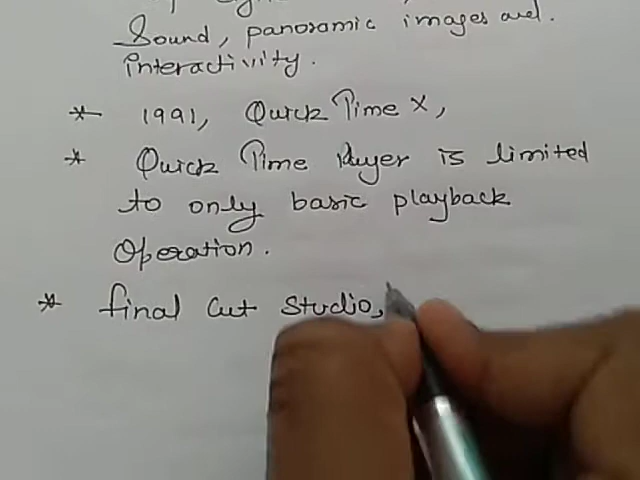 Sound, panoramic images and.
interactivity.
* 1991, Quick Time X,
* Quick Time Player is limited
to only basic playback
Operation.
* final Cut Studio,